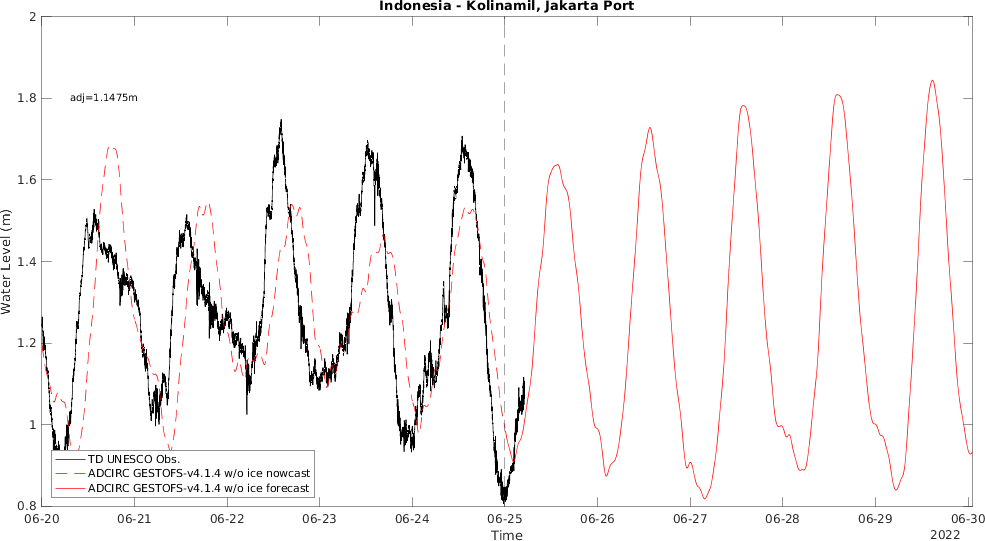 Indonesia - Kolinamil, Jakarta Port
2
1.8
1.6
1.4
1.2
1
0.8
Water Level (m)
adj=1.1475m
TD UNESCO Obs.
ADCIRC GESTOFS-v4.1.4 w/o ice nowcast
ADCIRC GESTOFS-v4.1.4 w/o ice forecast
06-20 06-21 06-22 06-23 06-24 06-25 06-26 06-27 06-28 06-29 06-30
Time
2022